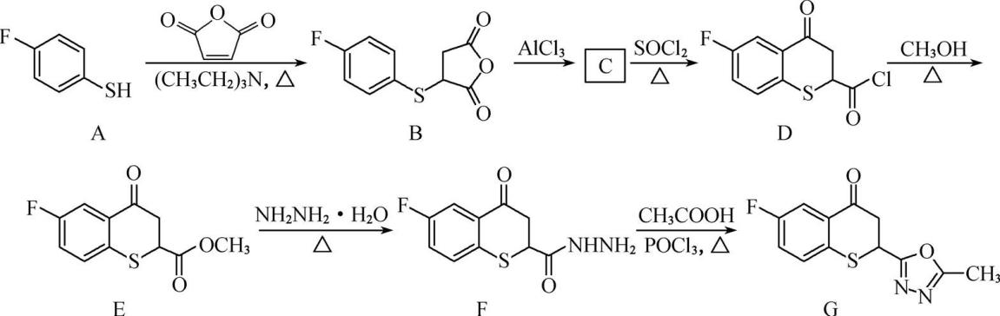 F SH
A
O O O
(CH3CH2)3N, △
F S O O O
B
AlCl3
C
SOCl2
△
F O S Cl O
D
CH3OH
△
F O S OCH3 O
E
NH2NH2 · H2O
△
F O S NHNH2 O
F
CH3COOH
POCl3, △
F O S O N N CH3
G